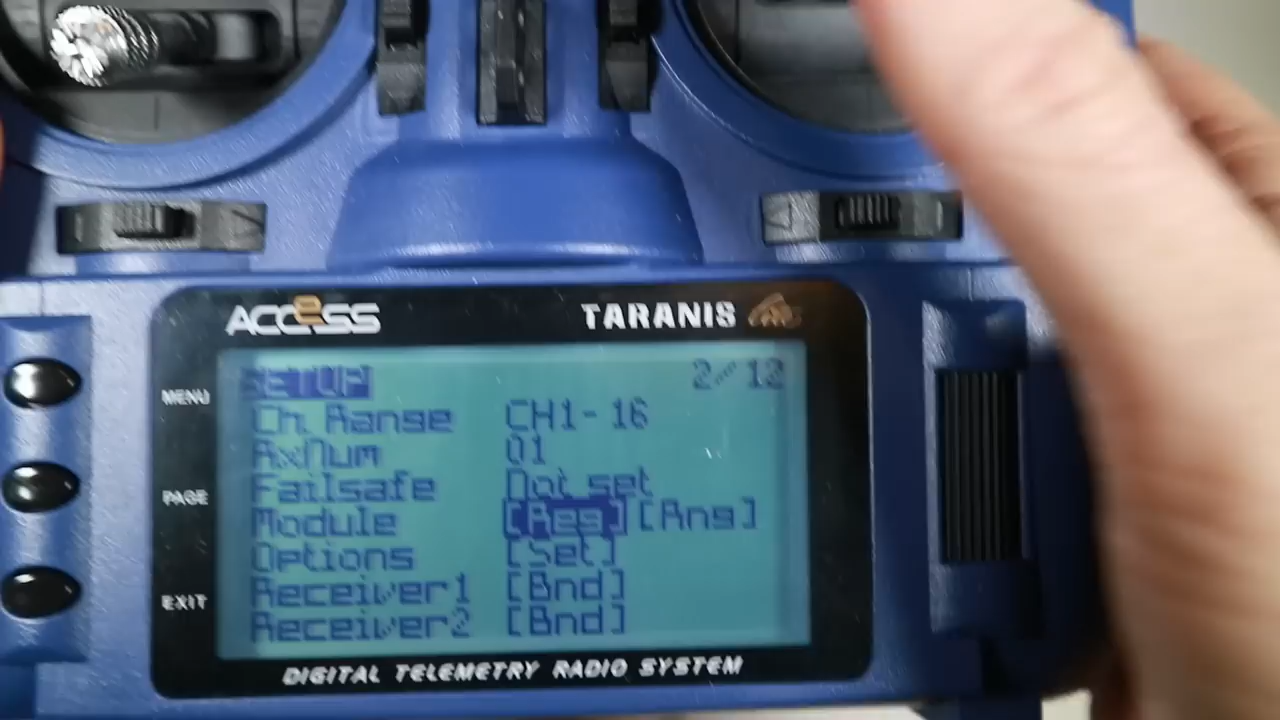 ACCESS TARANIS
MENU
PAGE
EXIT
SETUP 2/12
Ch. Range CH1-16
RxNum 01
Failsafe Not set
Module [Reg] [Rng]
Options [Set]
Receiver1 [Bnd]
Receiver2 [Bnd]
DIGITAL TELEMETRY RADIO SYSTEM